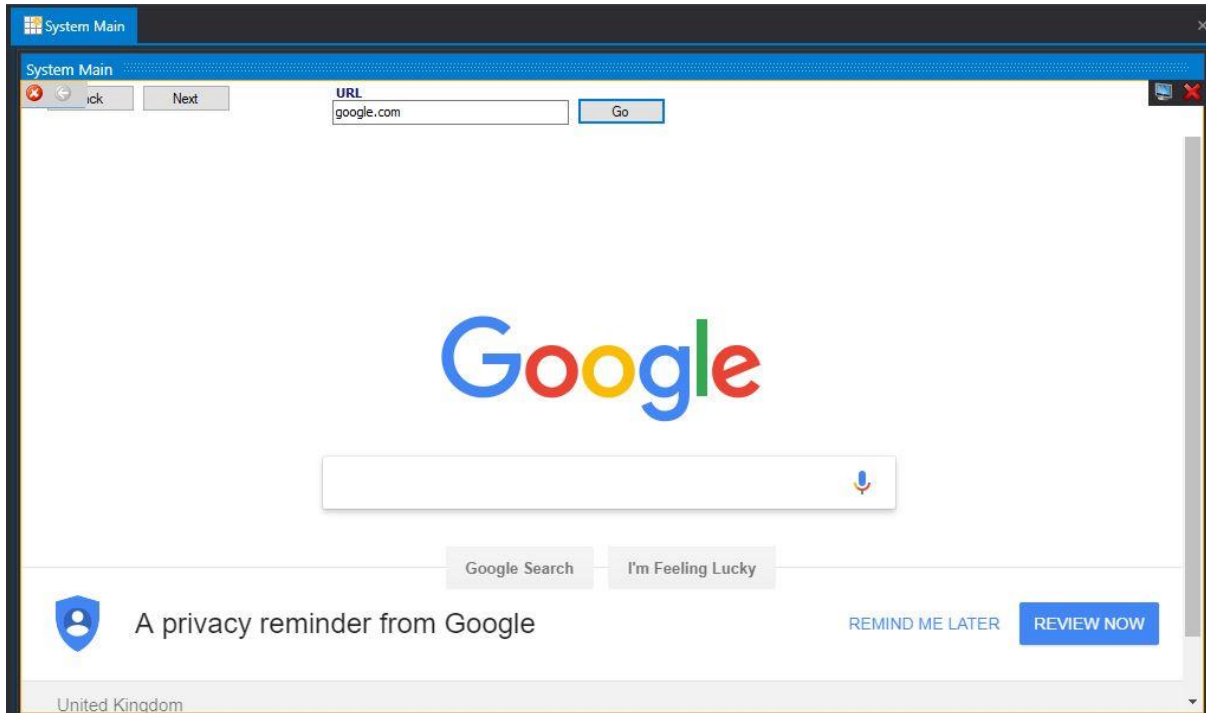 System Main
System Main
ck Next
URL
google.com Go
Google
Google Search I'm Feeling Lucky
A privacy reminder from Google REMIND ME LATER REVIEW NOW
United Kingdom